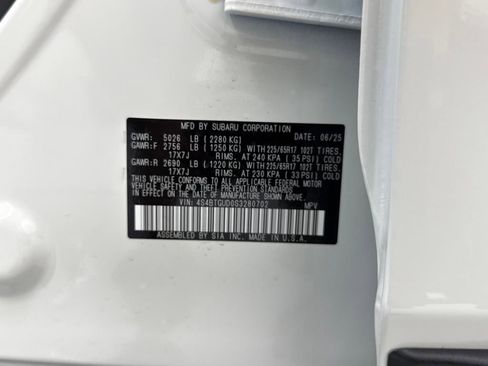 MFD BY SUBARU CORPORATION
DATE: 06/25
GVWR: 5026 LB (2280 KG)
GAWR:F 2756 LB (1250 KG) WITH 225/65R17 102T TIRES.
17X7J RIMS, AT 240 KPA (35 PSI) COLD
GAWR:R 2690 LB (1220 KG) WITH 225/65R17 102T TIRES.
17X7J RIMS, AT 230 KPA (33 PSI) COLD
THIS VEHICLE CONFORMS TO ALL APPLICABLE FEDERAL MOTOR
VEHICLE SAFETY AND THEFT PREVENTION STANDARDS
IN EFFECT ON THE DATE OF MANUFACTURE SHOWN ABOVE.
VIN: 4S4BTGUD0S3280702 MPV
ASSEMBLED BY SIA INC. MADE IN U.S.A.